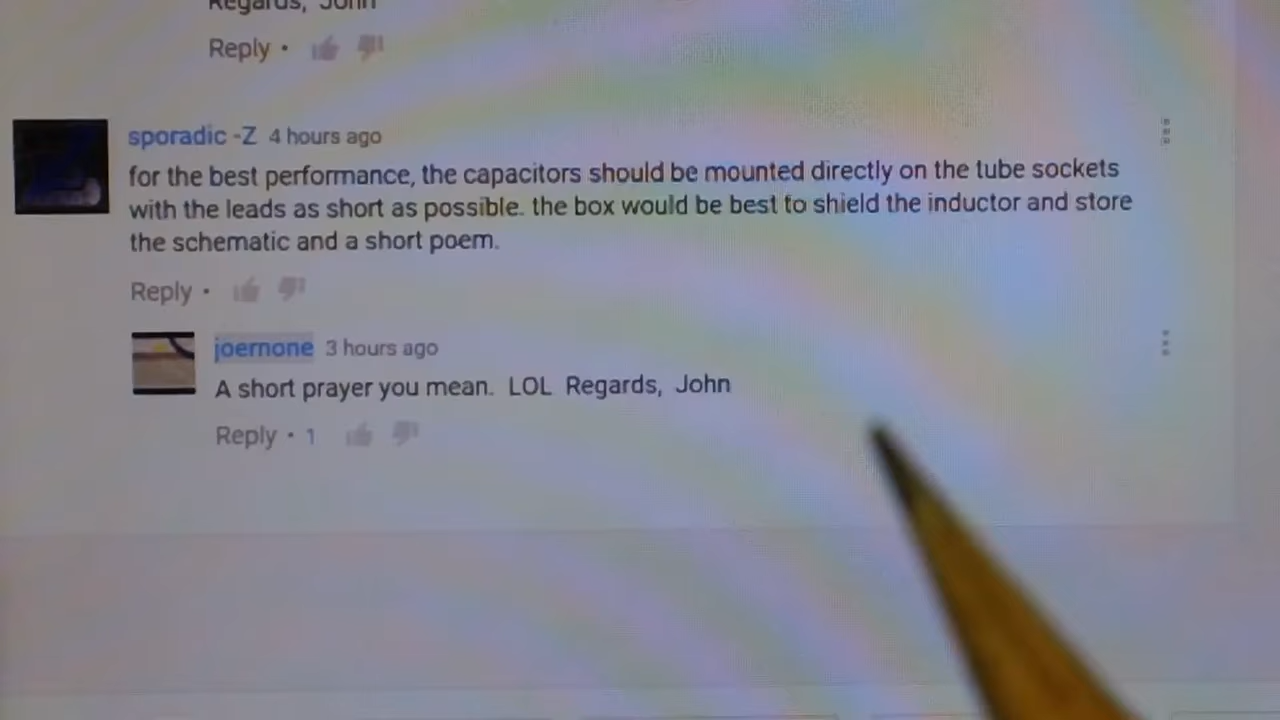 Regards, John
Reply •
sporadic -Z 4 hours ago
for the best performance, the capacitors should be mounted directly on the tube sockets
with the leads as short as possible. the box would be best to shield the inductor and store
the schematic and a short poem.
Reply •
joernone 3 hours ago
A short prayer you mean. LOL Regards, John
Reply • 1